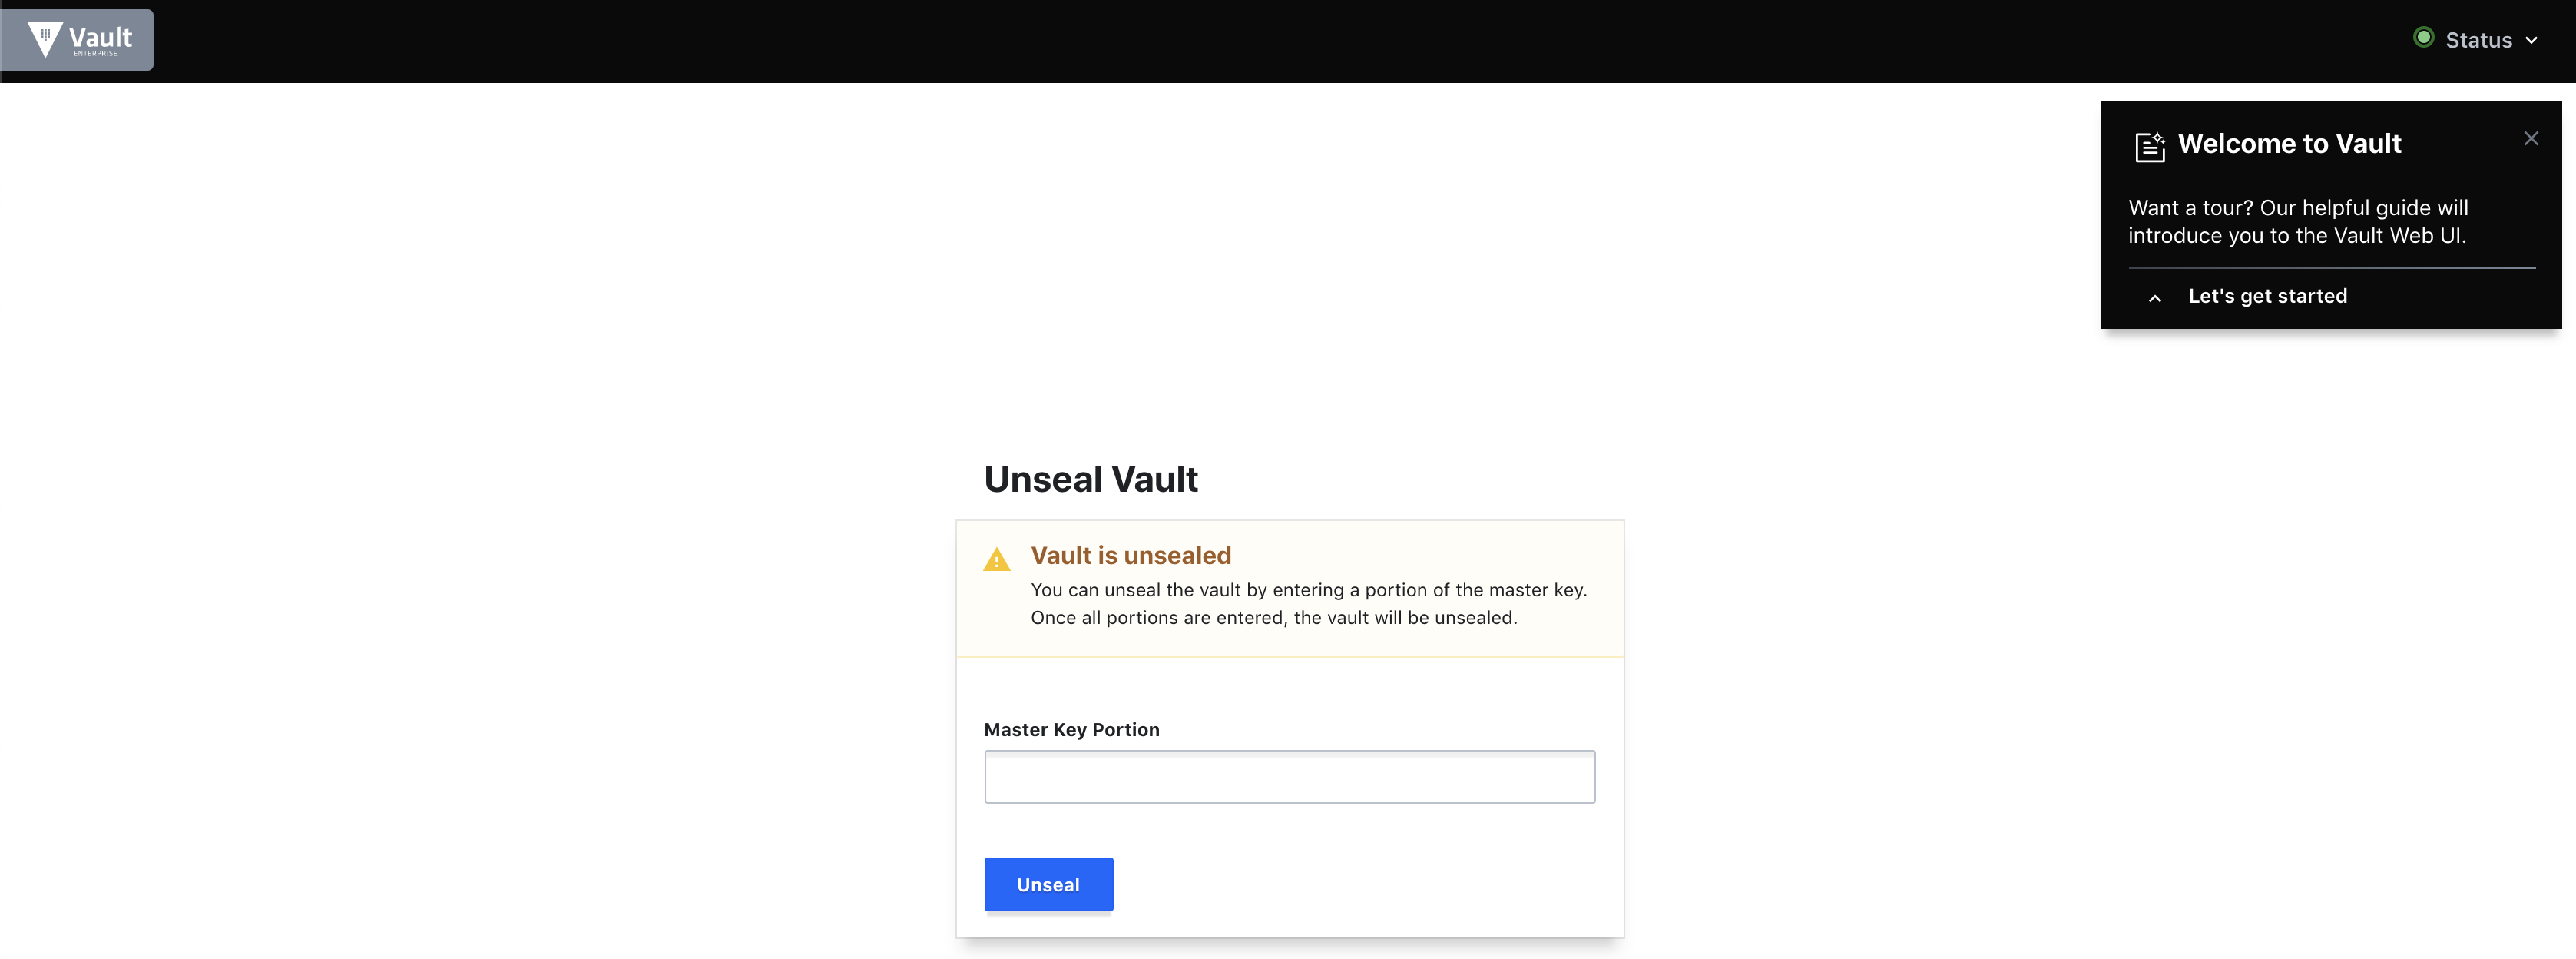 Vault
ENTERPRISE
Status
Welcome to Vault
Want a tour? Our helpful guide will
introduce you to the Vault Web UI.
Let's get started
Unseal Vault
Vault is unsealed
You can unseal the vault by entering a portion of the master key.
Once all portions are entered, the vault will be unsealed.
Master Key Portion
Unseal